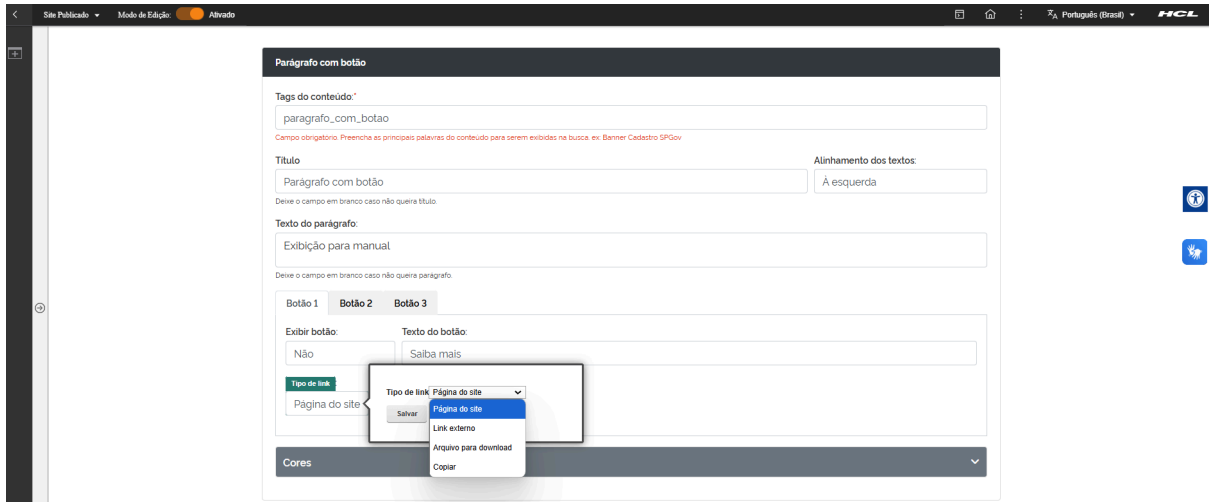 Site Publicado Modo de Edição: Ativado Português (Brasil) HCL
Parágrafo com botão
Tags do conteúdo:*
paragrafo_com_botao
Campo obrigatório. Preencha as principais palavras do conteúdo para serem exibidas na busca. ex: Banner Cadastro SPGov
Título Alinhamento dos textos:
Parágrafo com botão À esquerda
Deixe o campo em branco caso não queira título.
Texto do parágrafo:
Exibição para manual
Deixe o campo em branco caso não queira parágrafo.
Botão 1 Botão 2 Botão 3
Exibir botão: Texto do botão:
Não Saiba mais
Tipo de link
Página do site
Tipo de link Página do site
Salvar
Página do site
Link externo
Arquivo para download
Copiar
Cores